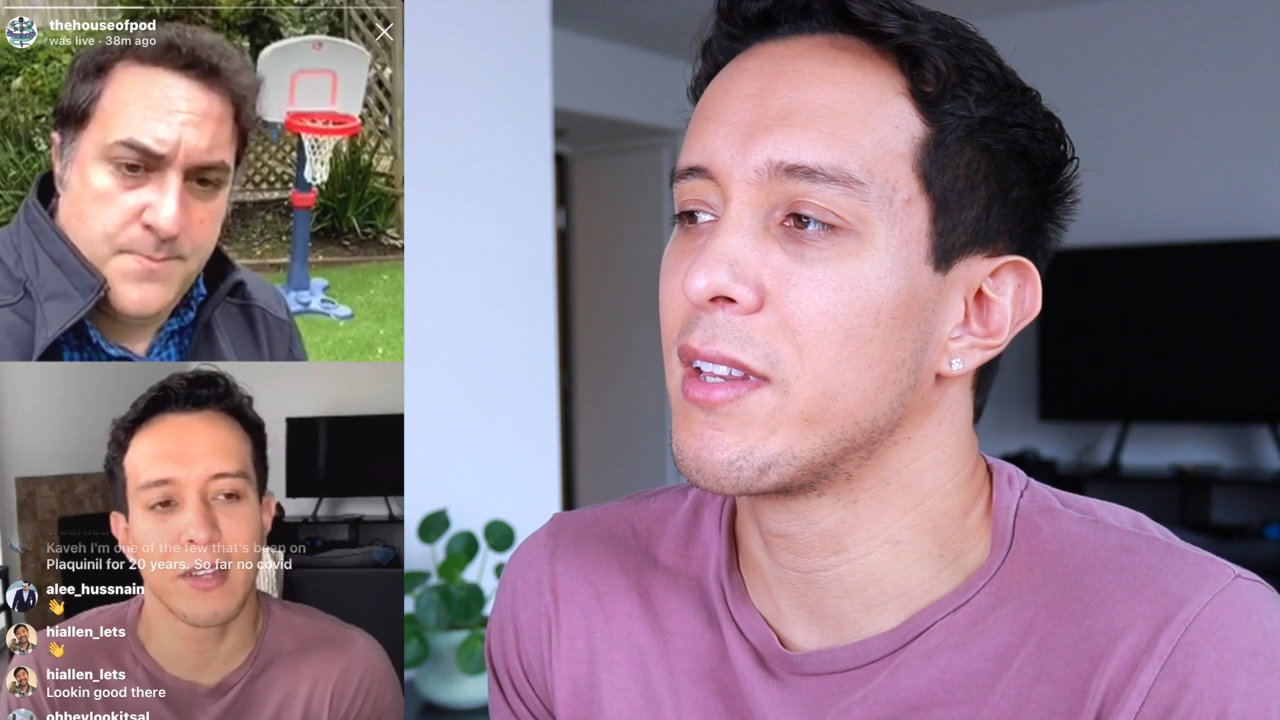 thehouseofpod
was live · 38m ago
Kaveh I'm one of the few that's been on
Plaquinil for 20 years. So far no covid
alee_hussnain
👋
hiallen_lets
👋
hiallen_lets
Lookin good there
ohheylookitsal